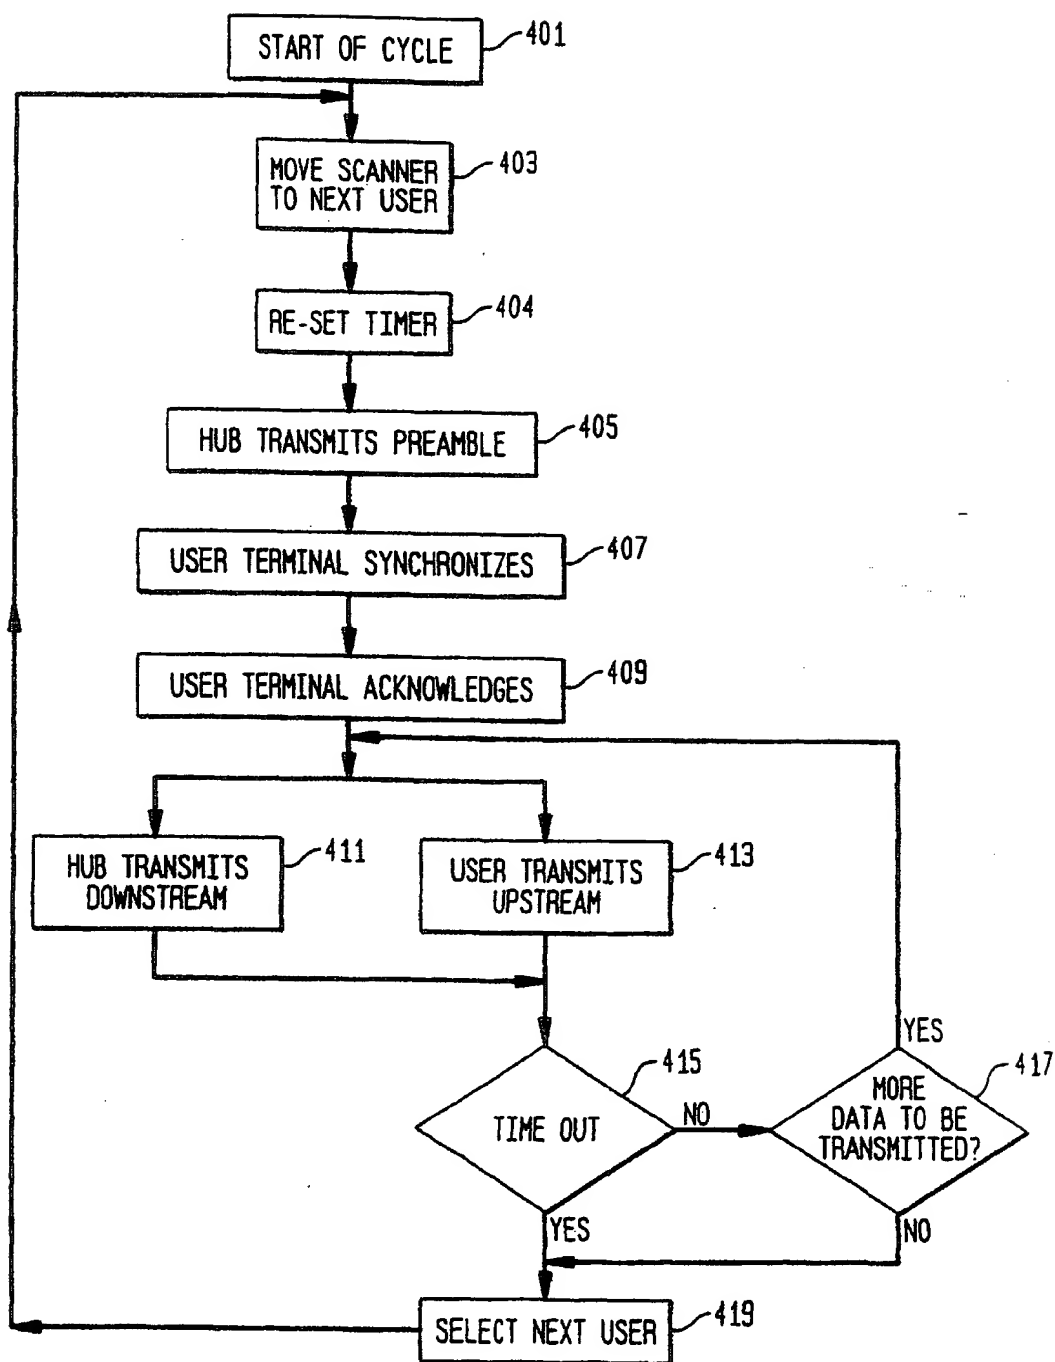 START OF CYCLE
401
MOVE SCANNER
TO NEXT USER
403
RE-SET TIMER
404
HUB TRANSMITS PREAMBLE
405
USER TERMINAL SYNCHRONIZES
407
USER TERMINAL ACKNOWLEDGES
409
HUB TRANSMITS
DOWNSTREAM
411
USER TRANSMITS
UPSTREAM
413
TIME OUT
415
NO
YES
MORE
DATA TO BE
TRANSMITTED?
417
YES
NO
SELECT NEXT USER
419